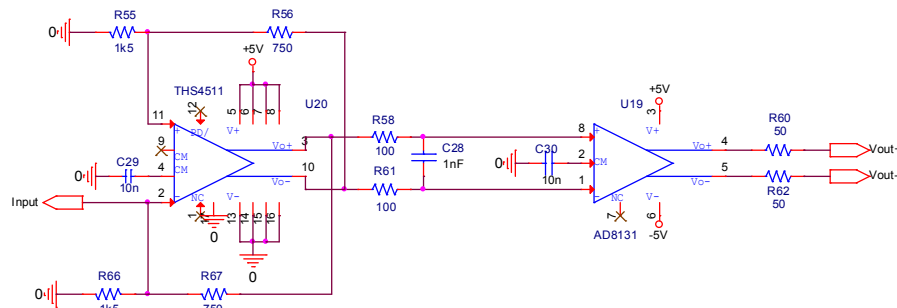 R55
R56
0
1k5
750
+5V
THS4511
U20
12
5
6
7
8
11
+
PD/
V+
Vo+
3
9
CM
C29
4
CM
0
10n
Vo-
10
Input
2
-
NC
V-
1
13
14
15
16
0
0
R66
R67
0
1k5
750
R58
100
C28
1nF
R61
100
U19
+5V
3
8
+
V+
Vo+
4
C30
0
2
CM
10n
1
-
Vo-
5
NC
V-
7
6
AD8131
-5V
R60
50
Vout+
Vout-
R62
50